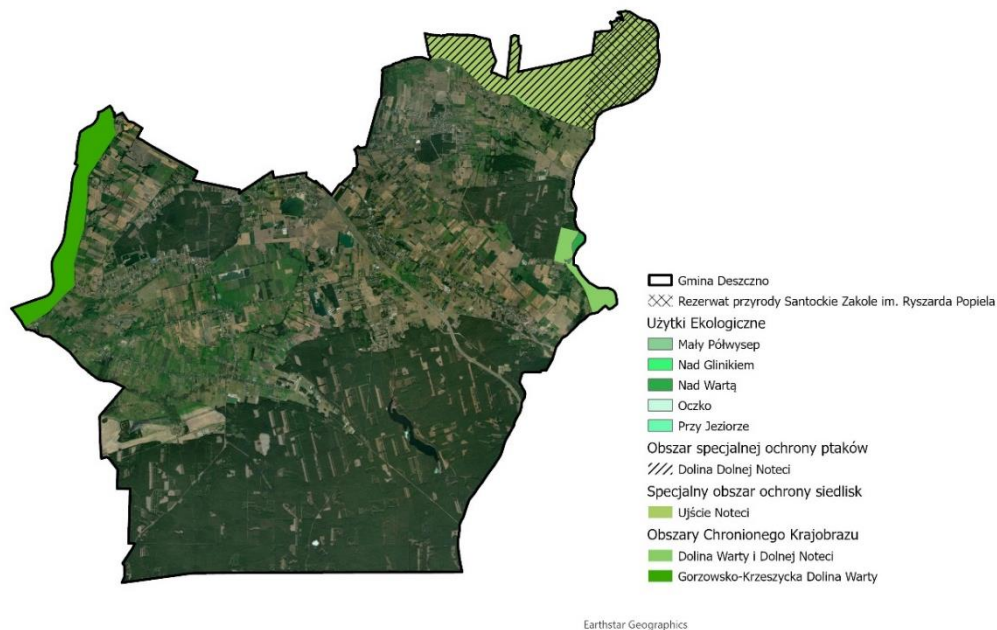 Gmina Deszczno
Rezerwat przyrody Santockie Zakole im. Ryszarda Popiela
Użytki Ekologiczne
Mały Półwysep
Nad Glinikiem
Nad Wartą
Oczko
Przy Jeziorze
Obszar specjalnej ochrony ptaków
Dolina Dolnej Noteci
Specjalny obszar ochrony siedlisk
Ujście Noteci
Obszary Chronionego Krajobrazu
Dolina Warty i Dolnej Noteci
Gorzowsko-Krzeszycka Dolina Warty
Earthstar Geographics